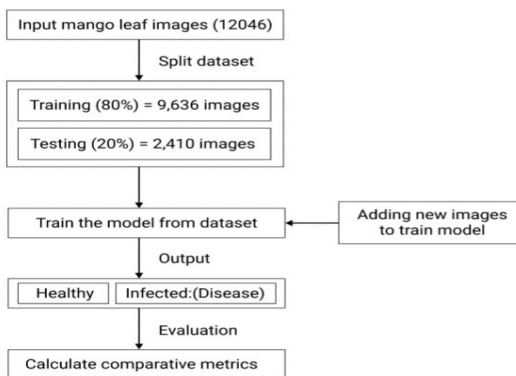 Input mango leaf images (12046)
Split dataset
Training (80%) = 9,636 images
Testing (20%) = 2,410 images
Train the model from dataset
Adding new images
to train model
Output
Healthy
Infected:(Disease)
Evaluation
Calculate comparative metrics